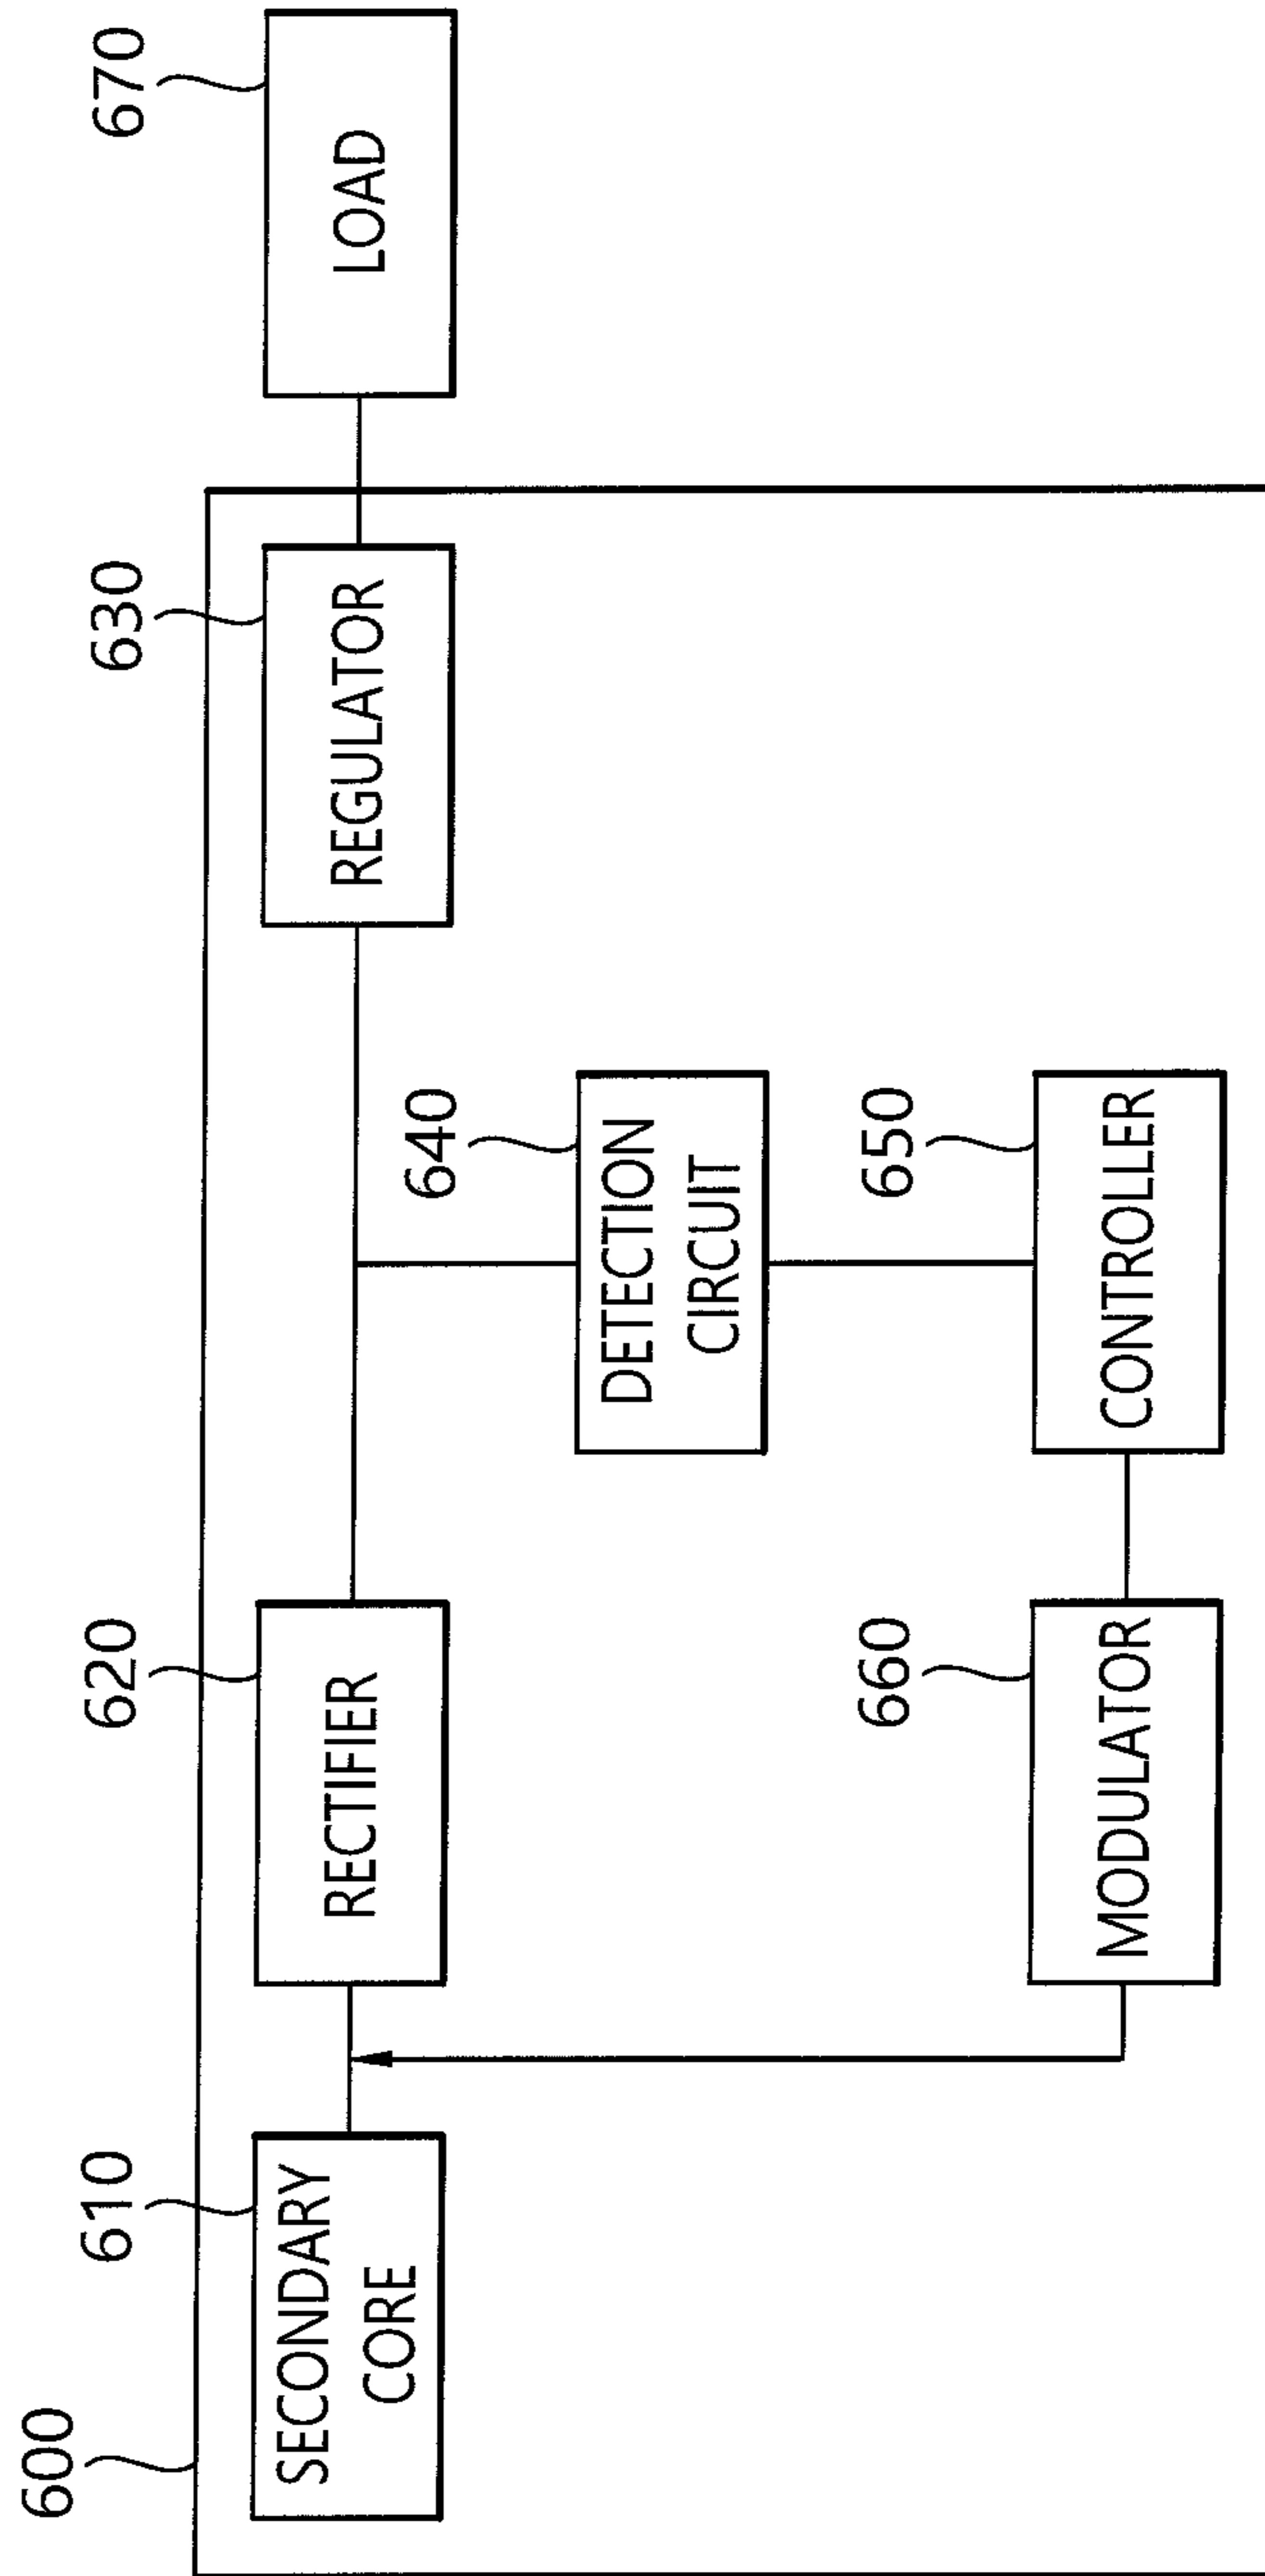 600
610
SECONDARY
CORE
620
RECTIFIER
630
REGULATOR
670
LOAD
640
DETECTION
CIRCUIT
660
MODULATOR
650
CONTROLLER